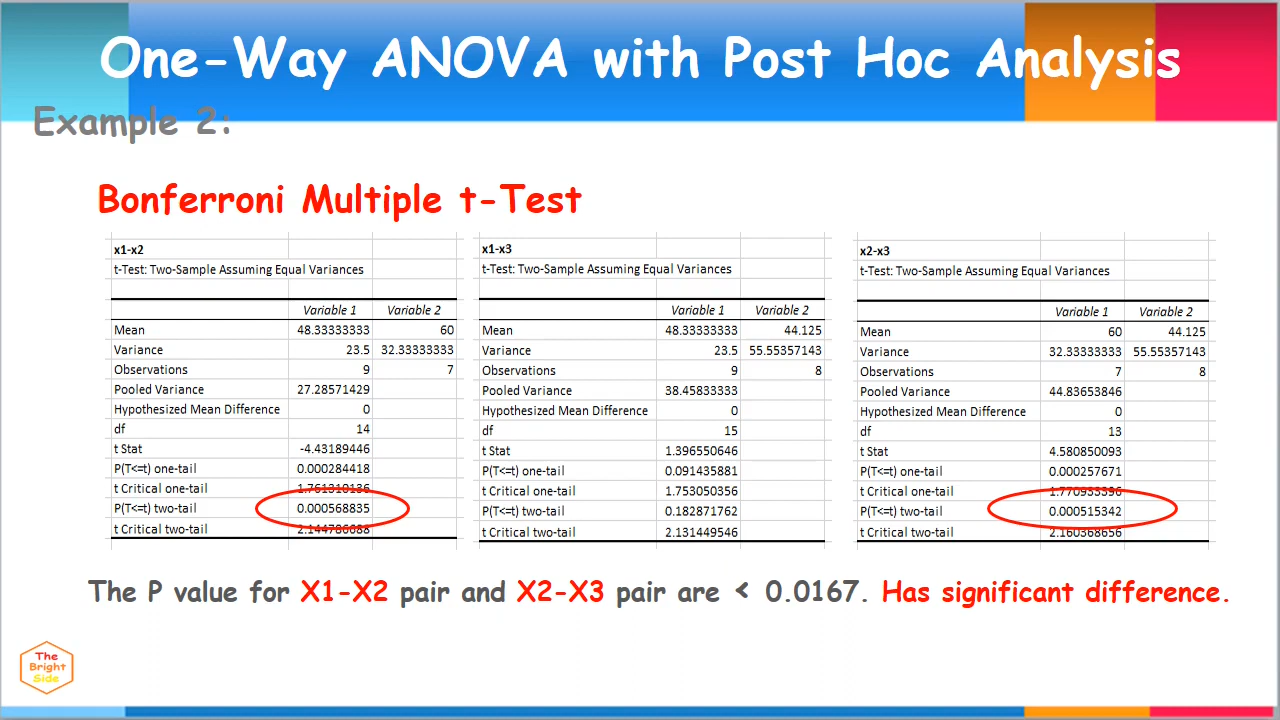 One-Way ANOVA with Post Hoc Analysis
Example 2:
Bonferroni Multiple t-Test
x1-x2
t-Test: Two-Sample Assuming Equal Variances
Variable 1 Variable 2
Mean 48.33333333 60
Variance 23.5 32.33333333
Observations 9 7
Pooled Variance 27.28571429
Hypothesized Mean Difference 0
df 14
t Stat -4.43189446
P(T<=t) one-tail 0.000284418
t Critical one-tail 1.761310136
P(T<=t) two-tail 0.000568835
t Critical two-tail 2.144786688
x1-x3
t-Test: Two-Sample Assuming Equal Variances
Variable 1 Variable 2
Mean 48.33333333 44.125
Variance 23.5 55.55357143
Observations 9 8
Pooled Variance 38.45833333
Hypothesized Mean Difference 0
df 15
t Stat 1.396550646
P(T<=t) one-tail 0.091435881
t Critical one-tail 1.753050356
P(T<=t) two-tail 0.182871762
t Critical two-tail 2.131449546
x2-x3
t-Test: Two-Sample Assuming Equal Variances
Variable 1 Variable 2
Mean 60 44.125
Variance 32.33333333 55.55357143
Observations 7 8
Pooled Variance 44.83653846
Hypothesized Mean Difference 0
df 13
t Stat 4.580850093
P(T<=t) one-tail 0.000257671
t Critical one-tail 1.770933396
P(T<=t) two-tail 0.000515342
t Critical two-tail 2.160368656
The P value for X1-X2 pair and X2-X3 pair are < 0.0167. Has significant difference.
The
Bright
Side